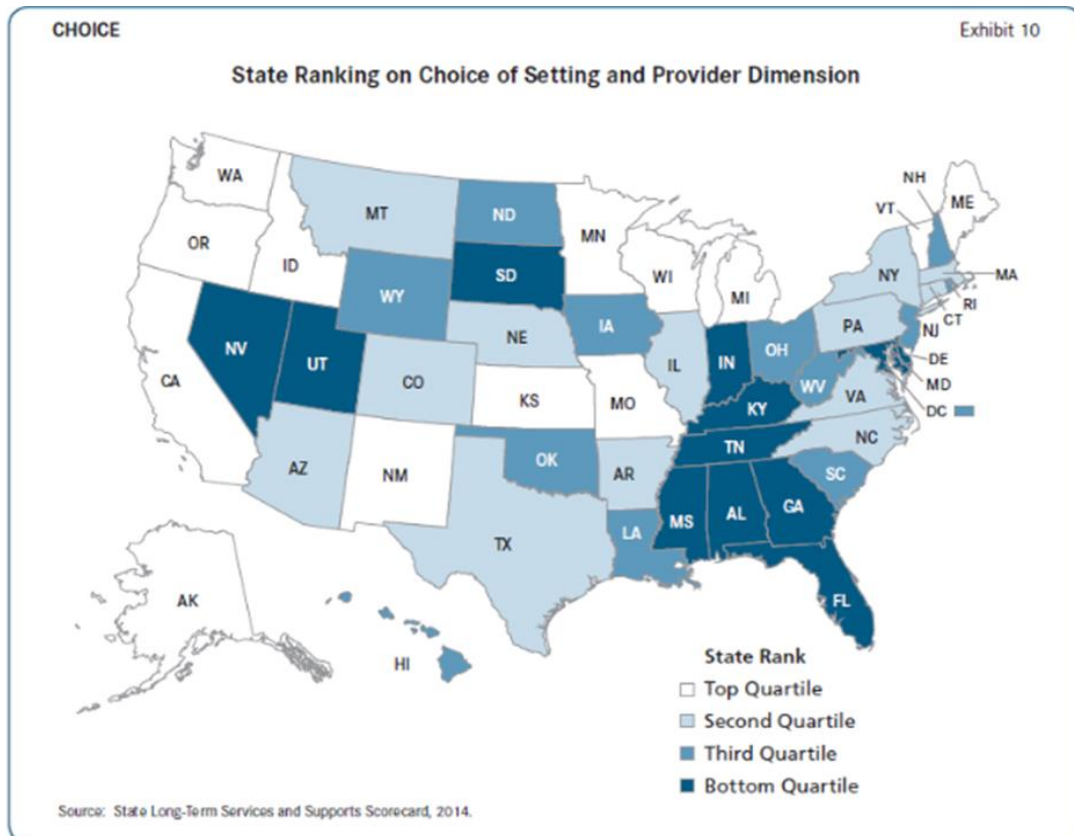 CHOICE
Exhibit 10
State Ranking on Choice of Setting and Provider Dimension
WA
MT
ND
MN
NH
VT
ME
OR
ID
SD
WI
MI
NY
MA
WY
IA
RI
CT
NE
PA
NJ
NV
UT
IL
IN
OH
DE
CA
CO
KS
MO
WV
VA
MD
KY
DC
NC
TN
AZ
NM
OK
AR
SC
MS
AL
GA
TX
LA
AK
FL
HI
State Rank
Top Quartile
Second Quartile
Third Quartile
Bottom Quartile
Source: State Long-Term Services and Supports Scorecard, 2014.